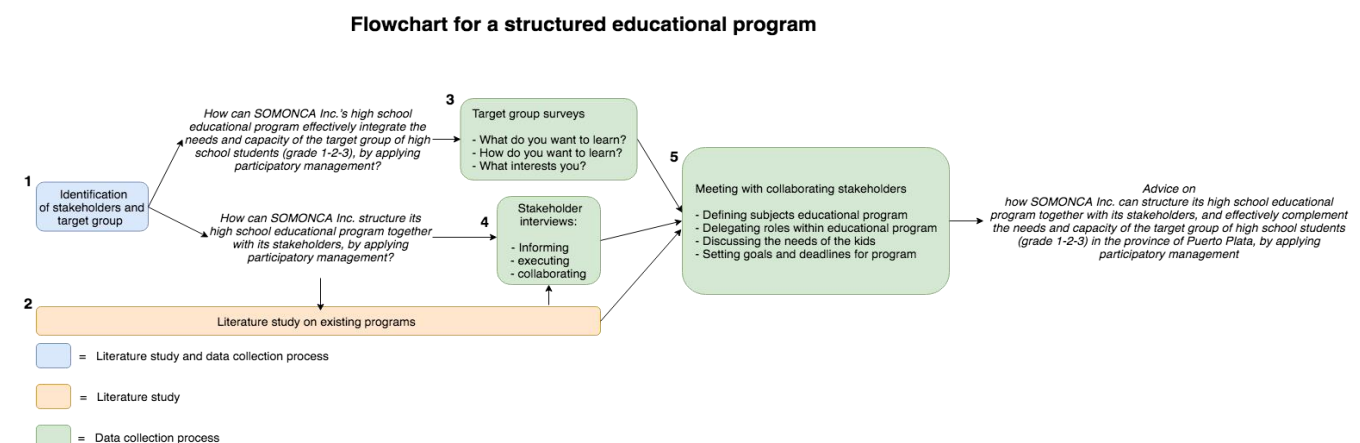 Flowchart for a structured educational program
1
Identification
of stakeholders and
target group
How can SOMONCA Inc.'s high school
educational program effectively integrate the
needs and capacity of the target group of high
school students (grade 1-2-3), by applying
participatory management?
How can SOMONCA Inc. structure its
high school educational program together
with its stakeholders, by applying
participatory management?
3
Target group surveys
- What do you want to learn?
- How do you want to learn?
- What interests you?
4
Stakeholder
interviews:
- Informing
- executing
- collaborating
5
Meeting with collaborating stakeholders
- Defining subjects educational program
- Delegating roles within educational program
- Discussing the needs of the kids
- Setting goals and deadlines for program
Advice on
how SOMONCA Inc. can structure its high school educational
program together with its stakeholders, and effectively complement
the needs and capacity of the target group of high school students
(grade 1-2-3) in the province of Puerto Plata, by applying
participatory management
2
Literature study on existing programs
= Literature study and data collection process
= Literature study
= Data collection process